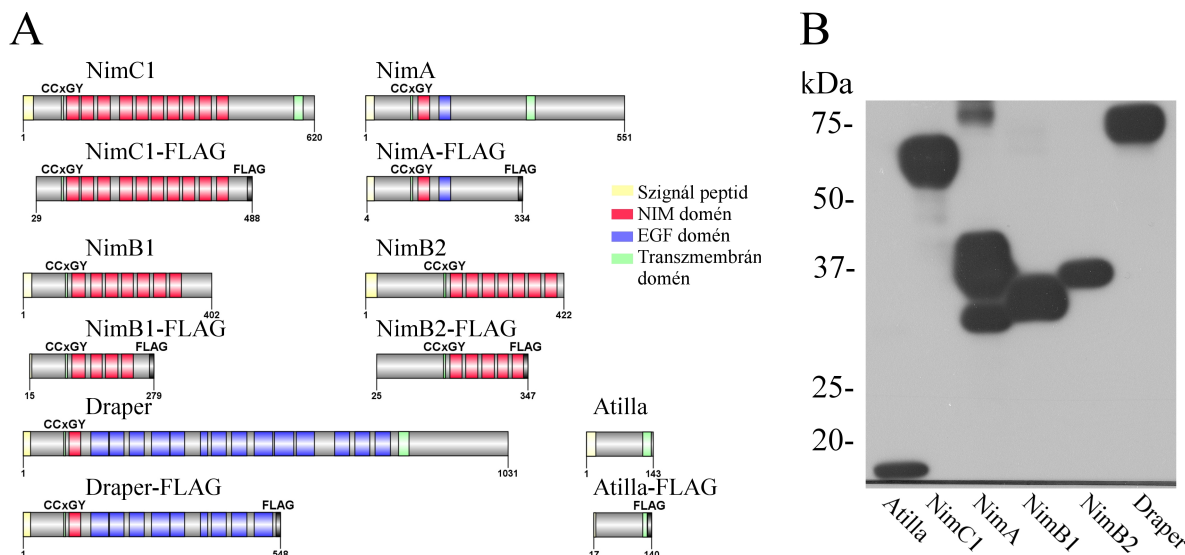 A
NimC1
CCxGY
1
620
NimC1-FLAG
CCxGY
FLAG
29
488
NimA
CCxGY
1
551
NimA-FLAG
CCxGY
FLAG
4
334
Szignál peptid
NIM domén
EGF domén
Transzmembrán
domén
NimB1
CCxGY
1
402
NimB1-FLAG
CCxGY
FLAG
15
279
NimB2
CCxGY
1
422
NimB2-FLAG
CCxGY
FLAG
25
347
Draper
CCxGY
1
1031
Draper-FLAG
CCxGY
FLAG
1
548
Atilla
1
143
Atilla-FLAG
FLAG
17
140
B
kDa
75-
50-
37-
25-
20-
Atilla
NimC1
NimA
NimB1
NimB2
Draper